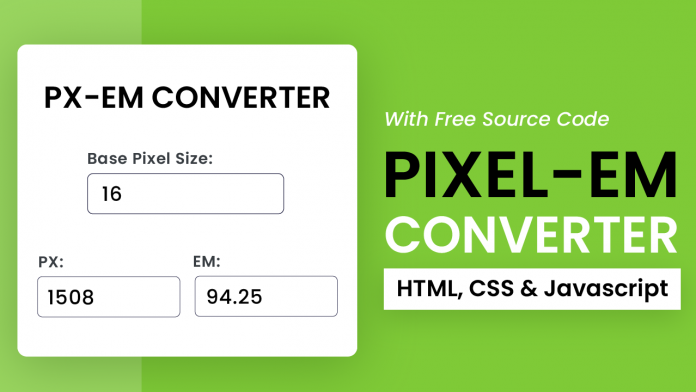 PX-EM CONVERTER
Base Pixel Size:
16
PX:
EM:
1508
94.25
With Free Source Code
PIXEL-EM
CONVERTER
HTML, CSS & Javascript